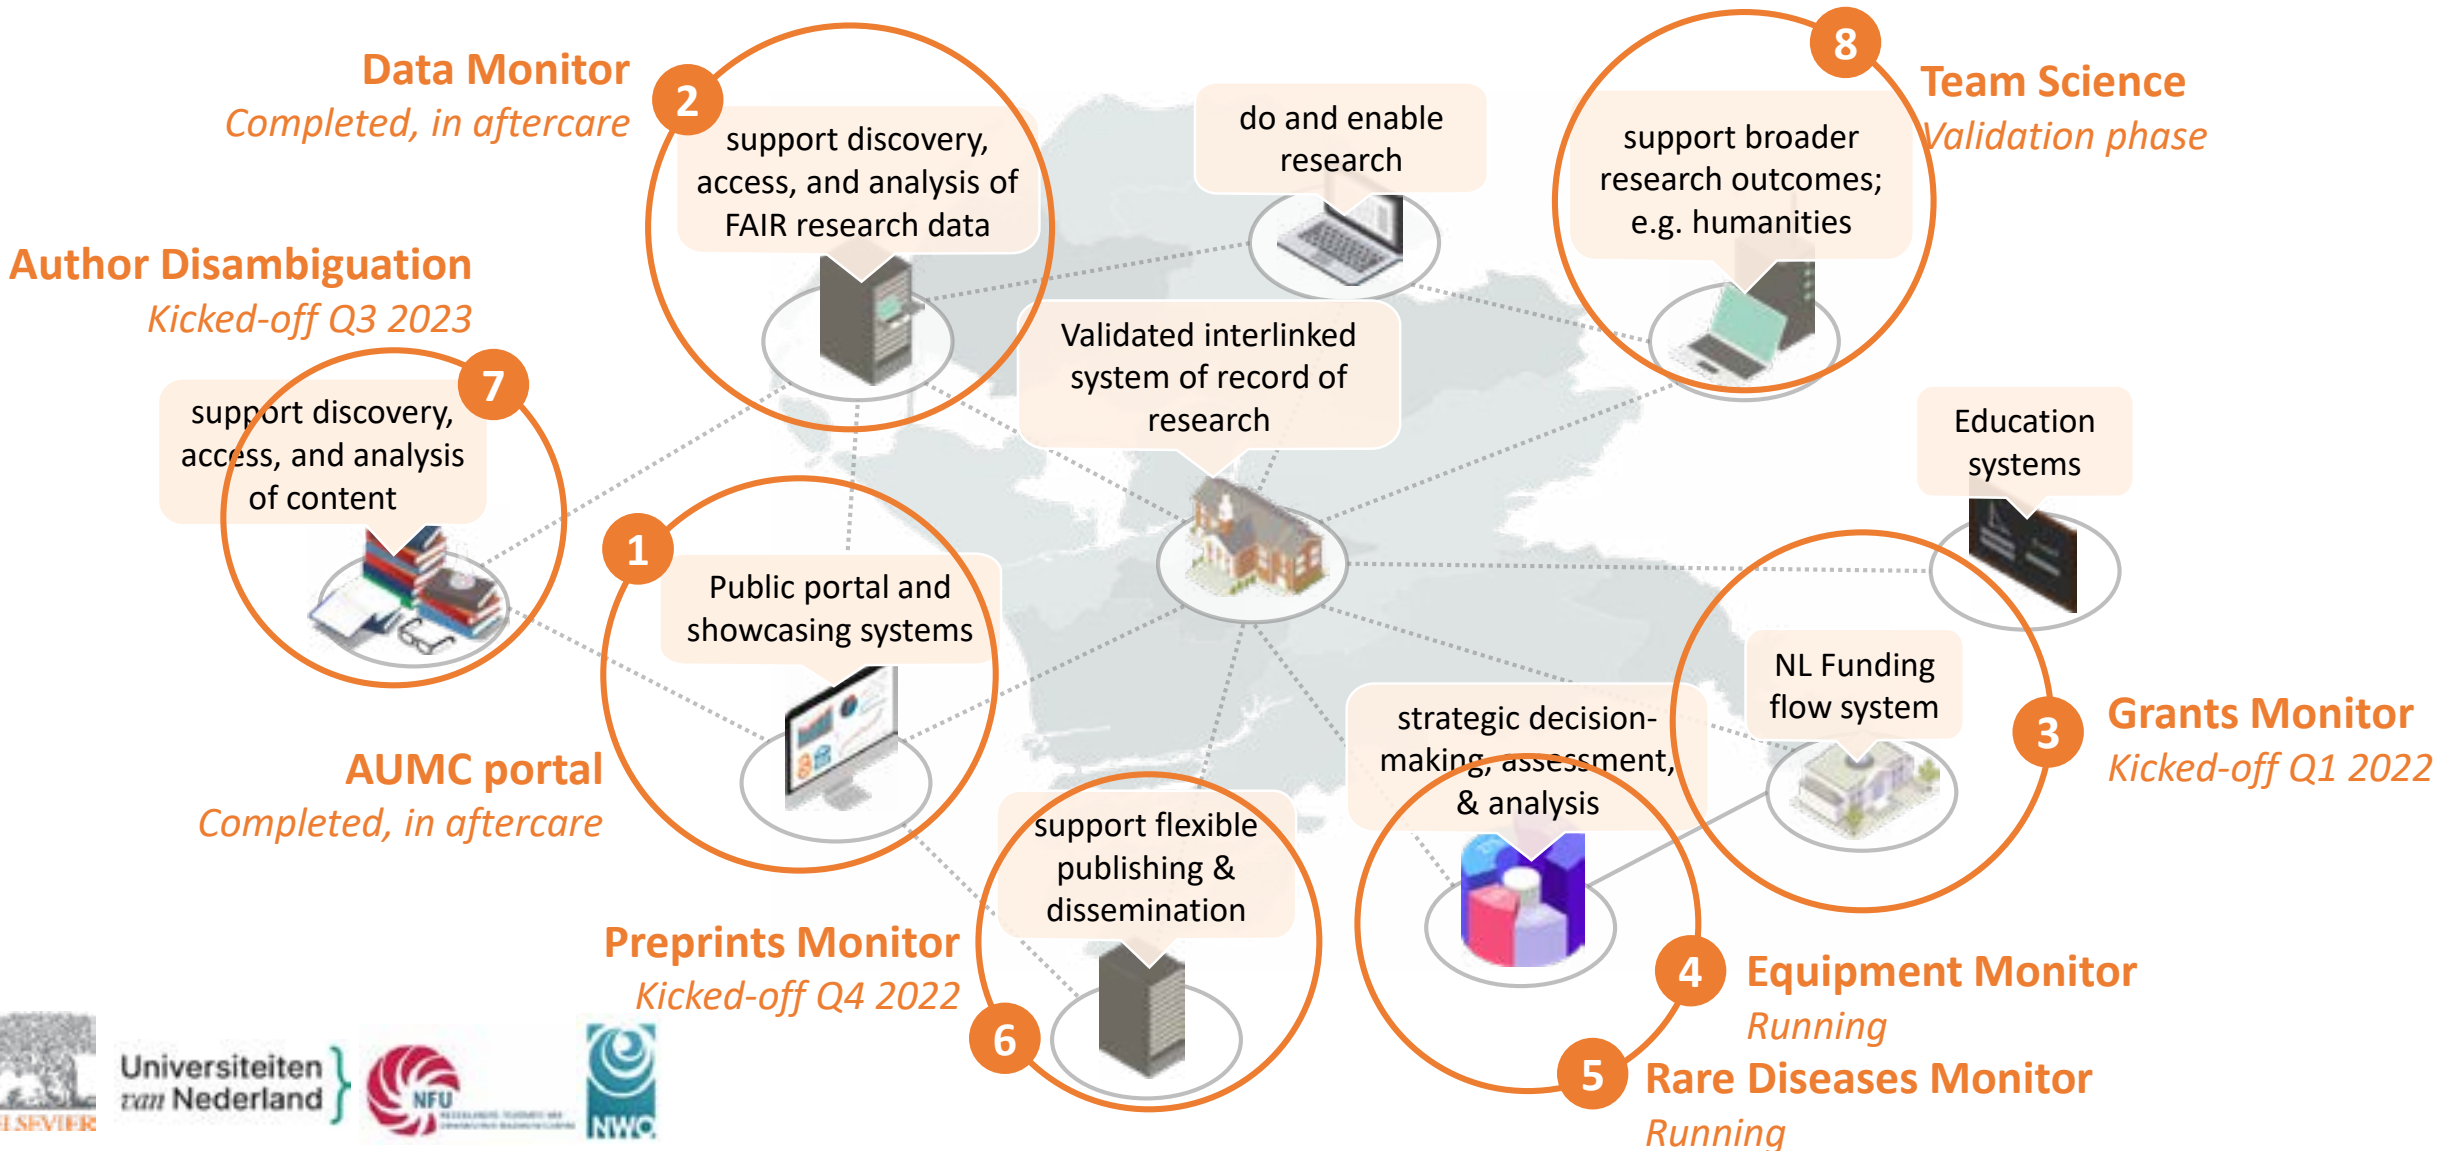 Data Monitor
Completed, in aftercare
2
support discovery,
access, and analysis of
FAIR research data
do and enable
research
8
Team Science
Validation phase
support broader
research outcomes;
e.g. humanities
Author Disambiguation
Kicked-off Q3 2023
7
support discovery,
access, and analysis
of content
Validated interlinked
system of record of
research
Education
systems
1
Public portal and
showcasing systems
AUMC portal
Completed, in aftercare
NL Funding
flow system
3
Grants Monitor
Kicked-off Q1 2022
strategic decision-
making, assessment,
& analysis
support flexible
publishing &
dissemination
Preprints Monitor
Kicked-off Q4 2022
6
4
Equipment Monitor
Running
5
Rare Diseases Monitor
Running
ELSEVIER
Universiteiten
van Nederland
NFU
NWO